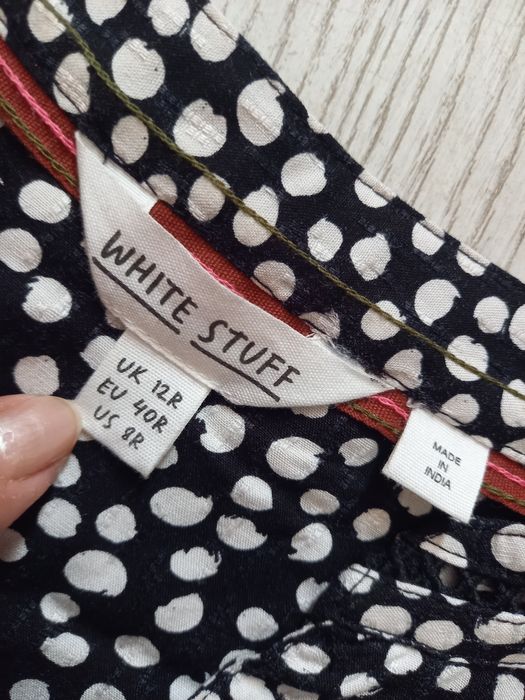 WHITE STUFF
UK 12R
EU 40R
US 8R
MADE
IN
INDIA